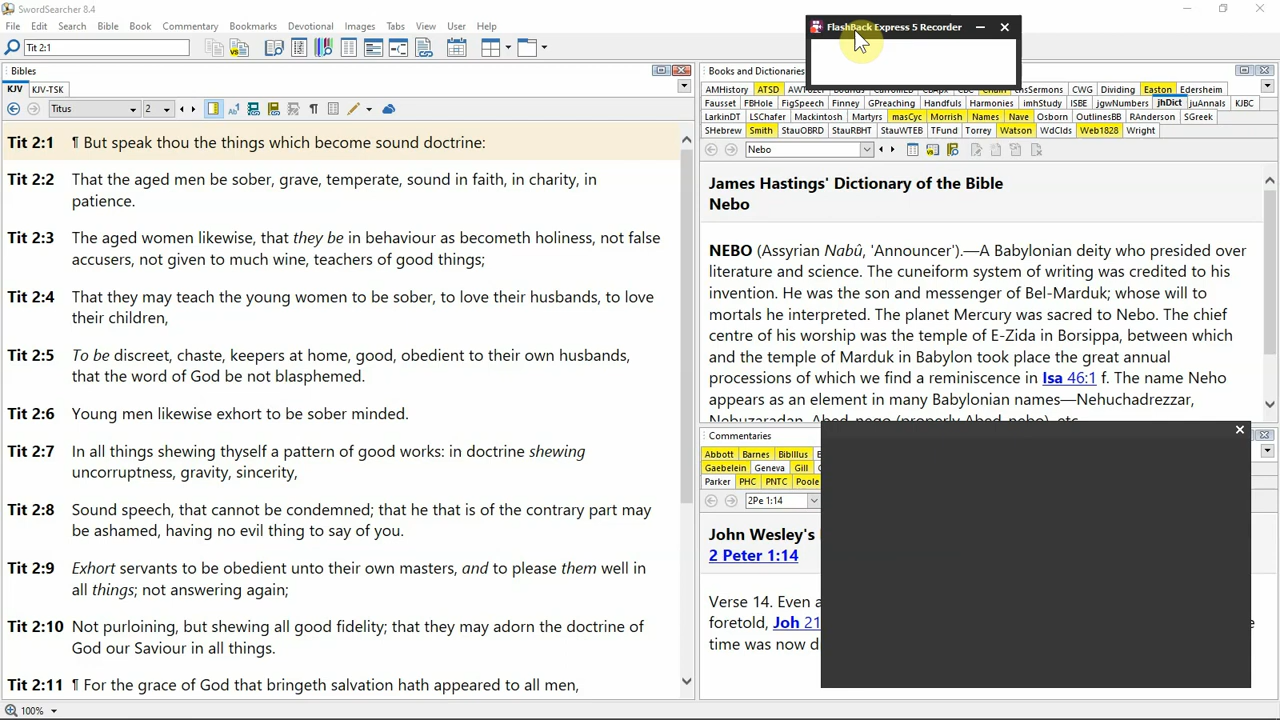 SwordSearcher 8.4
File Edit Search Bible Book Commentary Bookmarks Devotional Images Tabs View User Help
Tit 2:1
FlashBack Express 5 Recorder
Bibles
KJV KJV-TSK
Titus 2
Tit 2:1 ¶ But speak thou the things which become sound doctrine:
Tit 2:2 That the aged men be sober, grave, temperate, sound in faith, in charity, in
patience.
Tit 2:3 The aged women likewise, that they be in behaviour as becometh holiness, not false
accusers, not given to much wine, teachers of good things;
Tit 2:4 That they may teach the young women to be sober, to love their husbands, to love
their children,
Tit 2:5 To be discreet, chaste, keepers at home, good, obedient to their own husbands,
that the word of God be not blasphemed.
Tit 2:6 Young men likewise exhort to be sober minded.
Tit 2:7 In all things shewing thyself a pattern of good works: in doctrine shewing
uncorruptness, gravity, sincerity,
Tit 2:8 Sound speech, that cannot be condemned; that he that is of the contrary part may
be ashamed, having no evil thing to say of you.
Tit 2:9 Exhort servants to be obedient unto their own masters, and to please them well in
all things; not answering again;
Tit 2:10 Not purloining, but shewing all good fidelity; that they may adorn the doctrine of
God our Saviour in all things.
Tit 2:11 ¶ For the grace of God that bringeth salvation hath appeared to all men,
100%
Books and Dictionaries
AMHistory ATSD CWG Dividing Easton Edersheim
Fausset FBHole FigSpeech Finney GPreaching Handfuls Harmonies imhStudy ISBE jgwNumbers jhDict juAnnals KJBC
LarkinDT LSChafer Mackintosh Martyrs masCyc Morrish Names Nave Osborn OutlinesBB RAnderson SGreek
SHebrew Smith StauOBRD StauRBHT StauWTEB TFund Torrey Watson WdClds Web1828 Wright
Nebo
James Hastings' Dictionary of the Bible
Nebo
NEBO (Assyrian Nabû, 'Announcer').—A Babylonian deity who presided over
literature and science. The cuneiform system of writing was credited to his
invention. He was the son and messenger of Bel-Marduk; whose will to
mortals he interpreted. The planet Mercury was sacred to Nebo. The chief
centre of his worship was the temple of E-Zida in Borsippa, between which
and the temple of Marduk in Babylon took place the great annual
processions of which we find a reminiscence in Isa 46:1 f. The name Neho
appears as an element in many Babylonian names—Nehuchadrezzar,
Nebuzaradan, Abed-nego (properly Abed-nebo), etc.
Commentaries
Abbott Barnes BibIllus
Gaebelein Geneva Gill
Parker PHC PNTC Poole
2Pe 1:14
John Wesley's
2 Peter 1:14
Verse 14. Even a
foretold, Joh 21
time was now d